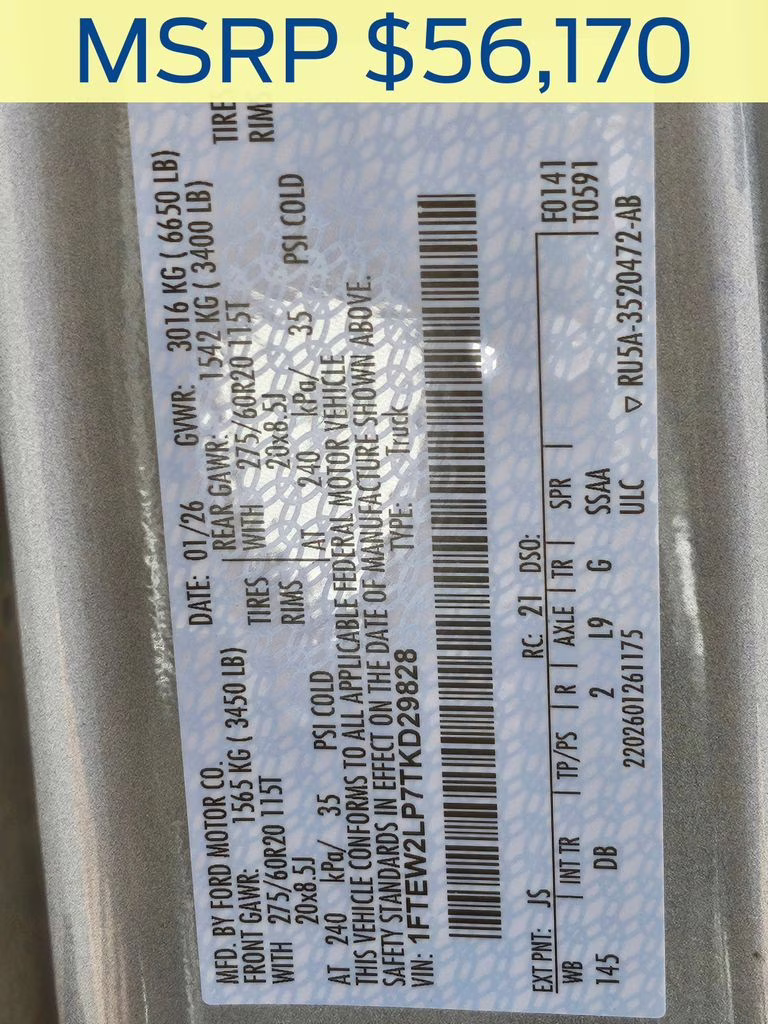 MSRP $56,170
MFD. BY FORD MOTOR CO.
DATE: 01/26 GVWR: 3016 KG ( 6650 LB)
FRONT GAWR: 1565 KG ( 3450 LB)
REAR GAWR: 1542 KG ( 3400 LB)
WITH 275/60R20 115T TIRES
WITH 275/60R20 115T TIRES
20x8.5J RIMS
20x8.5J RIMS
AT 240 kPa/ 35 PSI COLD
AT 240 kPa/ 35 PSI COLD
THIS VEHICLE CONFORMS TO ALL APPLICABLE FEDERAL MOTOR VEHICLE
SAFETY STANDARDS IN EFFECT ON THE DATE OF MANUFACTURE SHOWN ABOVE.
VIN: 1FTEW2LP7TKD29828 TYPE: Truck
EXT PNT: JS RC: 21 DSO: F0141
T0591
WB | INT TR | TP/PS | R | AXLE | TR | SPR |
145 DB 2 L9 G SSAA
2202601261175 ULC ▽ RU5A-3520472-AB